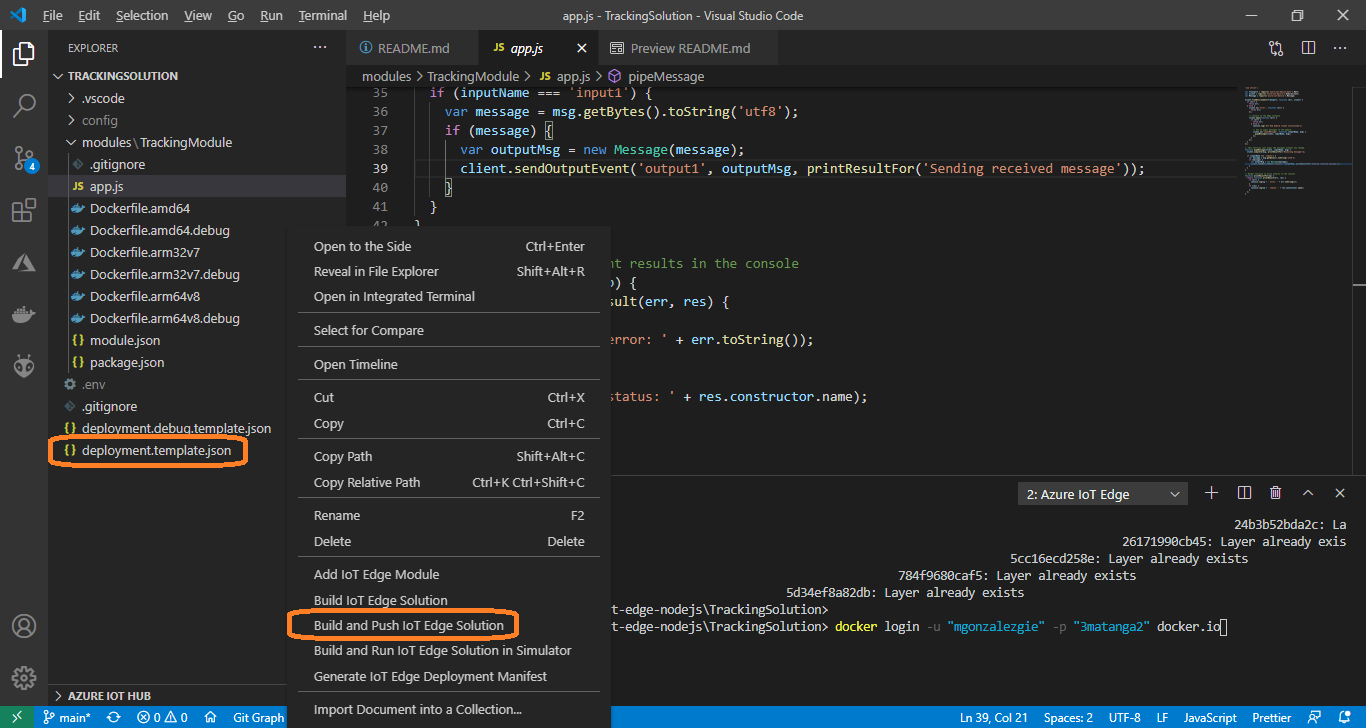 File Edit Selection View Go Run Terminal Help
app.js - TrackingSolution - Visual Studio Code
EXPLORER
TRACKINGSOLUTION
.vscode
config
modules\TrackingModule
.gitignore
JS app.js
Dockerfile.amd64
Dockerfile.amd64.debug
Dockerfile.arm32v7
Dockerfile.arm32v7.debug
Dockerfile.arm64v8
Dockerfile.arm64v8.debug
{} module.json
{} package.json
.env
.gitignore
{} deployment.debug.template.json
{} deployment.template.json
AZURE IOT HUB
4
README.md
JS app.js
Preview README.md
modules > TrackingModule > JS app.js > pipeMessage
35 if (inputName === 'input1') {
36 var message = msg.getBytes().toString('utf8');
37 if (message) {
38 var outputMsg = new Message(message);
39 client.sendOutputEvent('output1', outputMsg, printResultFor('Sending received message'));
40 }
41 }
42 }
nt results in the console
) {
sult(err, res) {
error: ' + err.toString());
status: ' + res.constructor.name);
Open to the Side Ctrl+Enter
Reveal in File Explorer Shift+Alt+R
Open in Integrated Terminal
Select for Compare
Open Timeline
Cut Ctrl+X
Copy Ctrl+C
Copy Path Shift+Alt+C
Copy Relative Path Ctrl+K Ctrl+Shift+C
Rename F2
Delete Delete
Add IoT Edge Module
Build IoT Edge Solution
Build and Push IoT Edge Solution
Build and Run IoT Edge Solution in Simulator
Generate IoT Edge Deployment Manifest
Import Document into a Collection...
2: Azure IoT Edge
24b3b52bda2c: La
26171990cb45: Layer already exis
5cc16ecd258e: Layer already exists
784f9680caf5: Layer already exists
5d34ef8a82db: Layer already exists
t-edge-nodejs\TrackingSolution>
t-edge-nodejs\TrackingSolution> docker login -u "mgonzalezgie" -p "3matanga2" docker.io
main* 0 0 Git Graph
Ln 39, Col 21 Spaces: 2 UTF-8 LF JavaScript Prettier